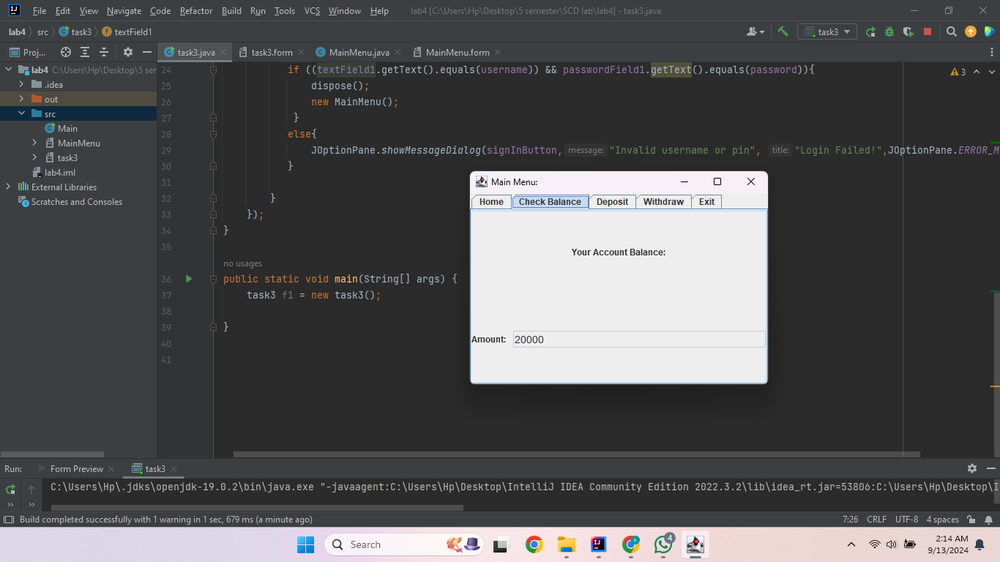 File Edit View Navigate Code Refactor Build Run Tools VCS Window Help lab4 [C:\Users\Hp\Desktop\5 semester\SCD lab\lab4] - task3.java
lab4 src task3 textField1 task3
Proj... task3.java task3.form MainMenu.java MainMenu.form
lab4 C:\Users\Hp\Desktop\5 sem
.idea
out
src
Main
MainMenu
task3
lab4.iml
External Libraries
Scratches and Consoles
24 if ((textField1.getText().equals(username)) && passwordField1.getText().equals(password)){
3
25 dispose();
26 new MainMenu();
27 }
28 else{
29 JOptionPane.showMessageDialog(signInButton, message: "Invalid username or pin", title: "Login Failed!",JOptionPane.ERROR_M
30 }
31
32 }
33 });
34 }
35
no usages
36 public static void main(String[] args) {
37 task3 f1 = new task3();
38
39 }
40
41
Main Menu:
Home Check Balance Deposit Withdraw Exit
Your Account Balance:
Amount: 20000
Run: Form Preview task3
C:\Users\Hp\.jdks\openjdk-19.0.2\bin\java.exe "-javaagent:C:\Users\Hp\Desktop\IntelliJ IDEA Community Edition 2022.3.2\lib\idea_rt.jar=53806:C:\Users\Hp\Desktop\I
Build completed successfully with 1 warning in 1 sec, 679 ms (a minute ago) 7:26 CRLF UTF-8 4 spaces
Search 4 2:14 AM
9/13/2024